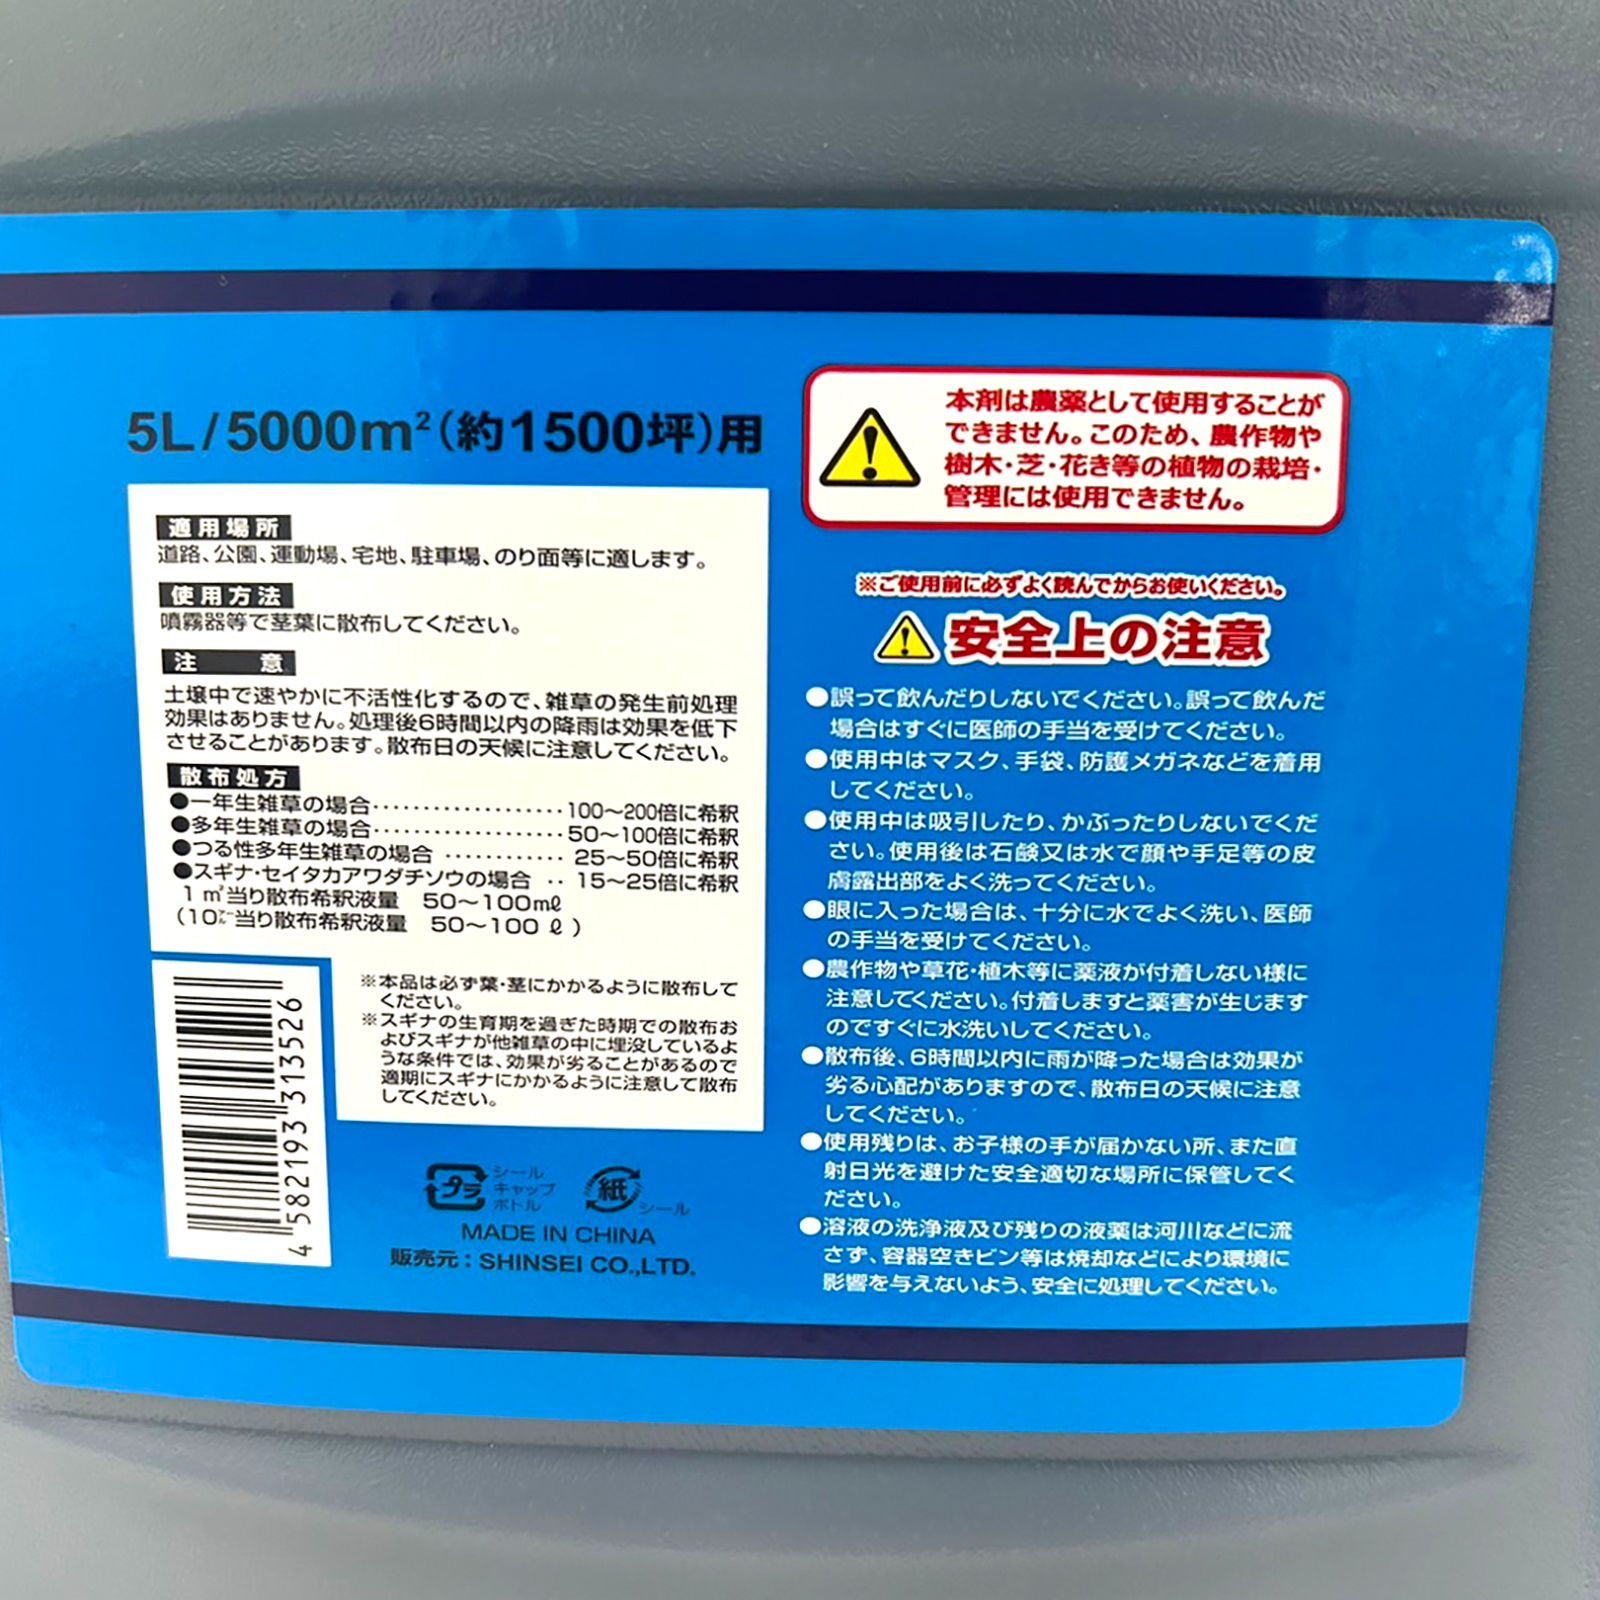 5L/5000m²(約1500坪)用
適用場所
道路、公園、運動場、宅地、駐車場、のり面等に適します。
使用方法
噴霧器等で茎葉に散布してください。
注 意
土壌中で速やかに不活性化するので、雑草の発生前処理
効果はありません。処理後6時間以内の降雨は効果を低下
させることがあります。散布日の天候に注意してください。
散布処方
●一年生雑草の場合‥‥‥‥‥‥‥100～200倍に希釈
●多年生雑草の場合‥‥‥‥‥‥‥50～100倍に希釈
●つる性多年生雑草の場合 ‥‥‥‥ 25～50倍に希釈
●スギナ・セイタカアワダチソウの場合 ‥ 15～25倍に希釈
1㎡当り散布希釈液量 50～100mℓ
(10㌃当り散布希釈液量 50～100ℓ)
※本品は必ず葉・茎にかかるように散布して
ください。
※スギナの生育期を過ぎた時期での散布お
よびスギナが他雑草の中に埋没しているよ
うな条件では、効果が劣ることがあるので
適期にスギナにかかるように注意して散布
してください。
4 582193 313526
プラ
シール
キャップ
ボトル
紙
シール
MADE IN CHINA
販売元：SHINSEI CO.,LTD.
本剤は農薬として使用することが
できません。このため、農作物や
樹木・芝・花き等の植物の栽培・
管理には使用できません。
※ご使用前に必ずよく読んでからお使いください。
安全上の注意
●誤って飲んだりしないでください。誤って飲んだ
場合はすぐに医師の手当を受けてください。
●使用中はマスク、手袋、防護メガネなどを着用
してください。
●使用中は吸引したり、かぶったりしないでくだ
さい。使用後は石鹸又は水で顔や手足等の皮
膚露出部をよく洗ってください。
●眼に入った場合は、十分に水でよく洗い、医師
の手当を受けてください。
●農作物や草花・植木等に薬液が付着しない様に
注意してください。付着しますと薬害が生じます
のですぐに水洗いしてください。
●散布後、6時間以内に雨が降った場合は効果が
劣る心配がありますので、散布日の天候に注意
してください。
●使用残りは、お子様の手が届かない所、また直
射日光を避けた安全適切な場所に保管してく
ださい。
●溶液の洗浄液及び残りの液薬は河川などに流
さず、容器空きビン等は焼却などにより環境に
影響を与えないよう、安全に処理してください。